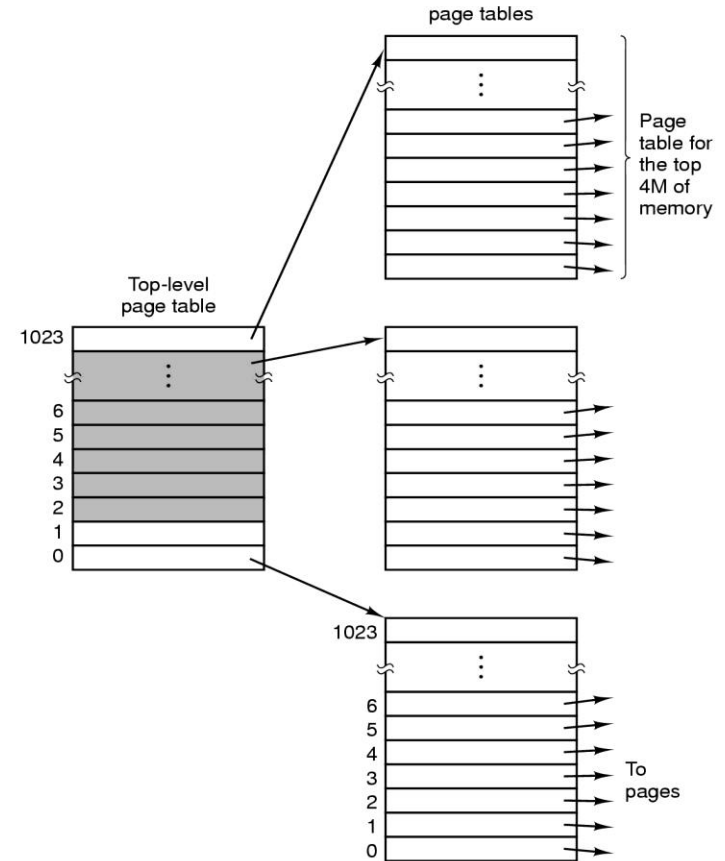 page tables
Page
table for
the top
4M of
memory
Top-level
page table
1023
6
5
4
3
2
1
0
1023
6
5
4
3
2
1
0
To
pages